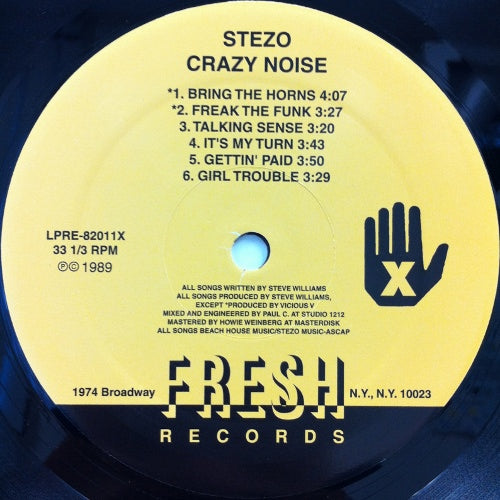 STEZO
CRAZY NOISE
*1. BRING THE HORNS 4:07
*2. FREAK THE FUNK 3:27
3. TALKING SENSE 3:20
4. IT'S MY TURN 3:43
5. GETTIN' PAID 3:50
6. GIRL TROUBLE 3:29
LPRE-82011X
33 1/3 RPM
℗© 1989
X
ALL SONGS WRITTEN BY STEVE WILLIAMS
ALL SONGS PRODUCED BY STEVE WILLIAMS,
EXCEPT *PRODUCED BY VICIOUS V
MIXED AND ENGINEERED BY PAUL C. AT STUDIO 1212
MASTERED BY HOWIE WEINBERG AT MASTERDISK
ALL SONGS BEACH HOUSE MUSIC/STEZO MUSIC-ASCAP
1974 Broadway
FRESH
N.Y., N.Y. 10023
RECORDS